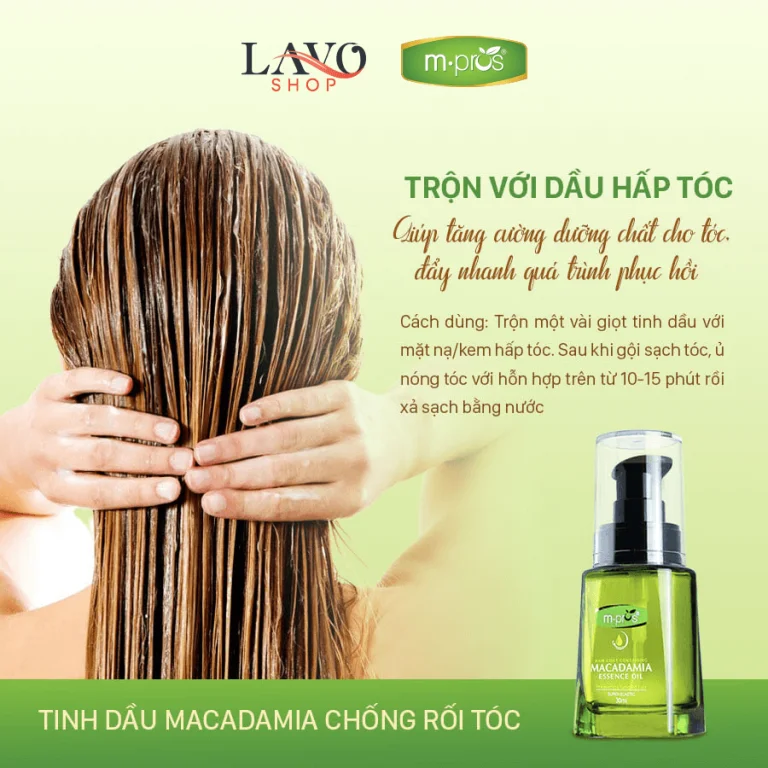 LAVO
SHOP
m·pros
TRỘN VỚI DẦU HẤP TÓC
Giúp tăng cường dưỡng chất cho tóc,
đẩy nhanh quá trình phục hồi
Cách dùng: Trộn một vài giọt tinh dầu với
mặt nạ/kem hấp tóc. Sau khi gội sạch tóc, ủ
nóng tóc với hỗn hợp trên từ 10-15 phút rồi
xả sạch bằng nước
m·pros
MACADAMIA
ESSENCE OIL
TINH DẦU MACADAMIA CHỐNG RỐI TÓC